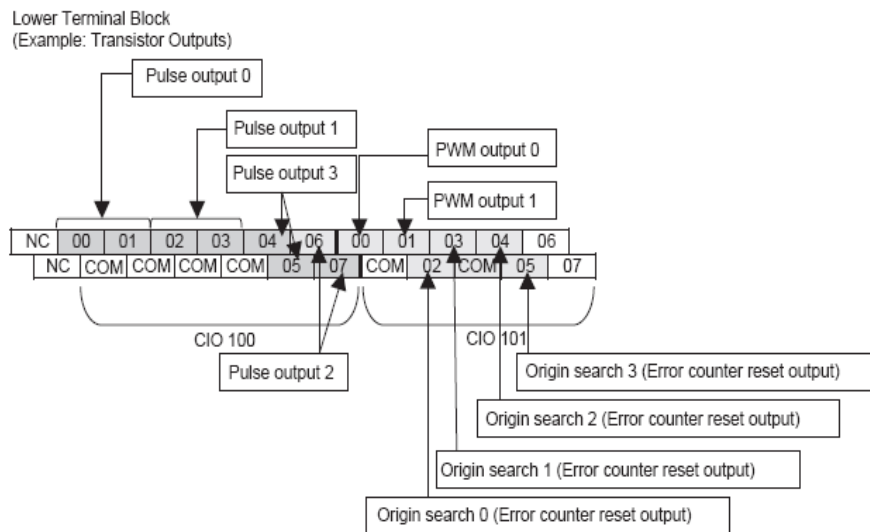 Lower Terminal Block
(Example: Transistor Outputs)
Pulse output 0
Pulse output 1
Pulse output 3
PWM output 0
PWM output 1
NC 00 01 02 03 04 06 00 01 03 04 06
NC COM COM COM COM 05 07 COM 02 COM 05 07
CIO 100
CIO 101
Pulse output 2
Origin search 3 (Error counter reset output)
Origin search 2 (Error counter reset output)
Origin search 1 (Error counter reset output)
Origin search 0 (Error counter reset output)